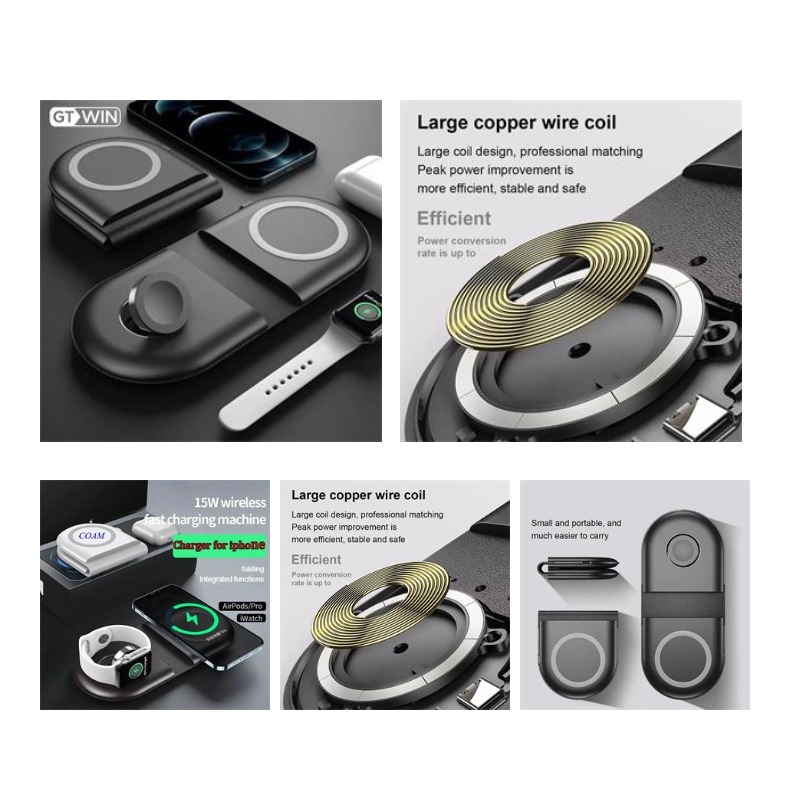 GT WIN
Large copper wire coil
Large coil design, professional matching
Peak power improvement is
more efficient, stable and safe
Efficient
Power conversion
rate is up to
15W wireless
fast charging machine
COAM
Charger for iphone
folding
Integrated functions
AirPods/Pro
iWatch
Large copper wire coil
Large coil design, professional matching
Peak power improvement is
more efficient, stable and safe
Efficient
Power conversion
rate is up to
Small and portable, and
much easier to carry